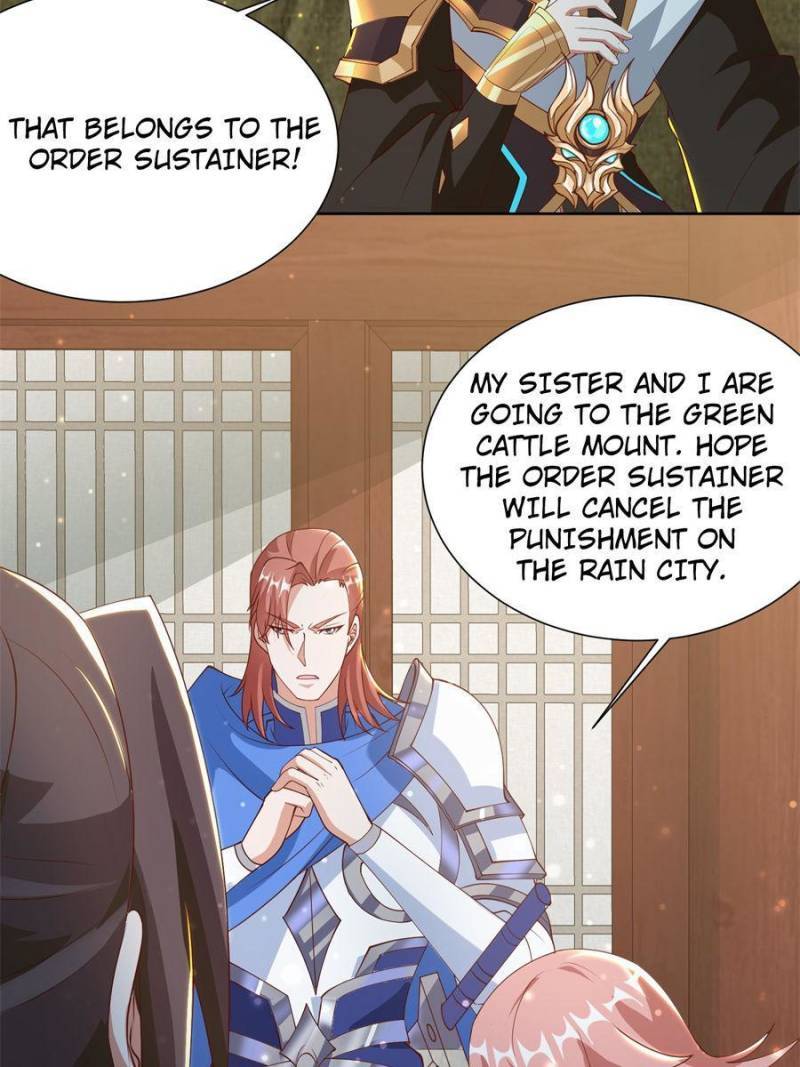 THAT BELONGS TO THE
ORDER SUSTAINER!
MY SISTER AND I ARE
GOING TO THE GREEN
CATTLE MOUNT. HOPE
THE ORDER SUSTAINER
WILL CANCEL THE
PUNISHMENT ON
THE RAIN CITY.